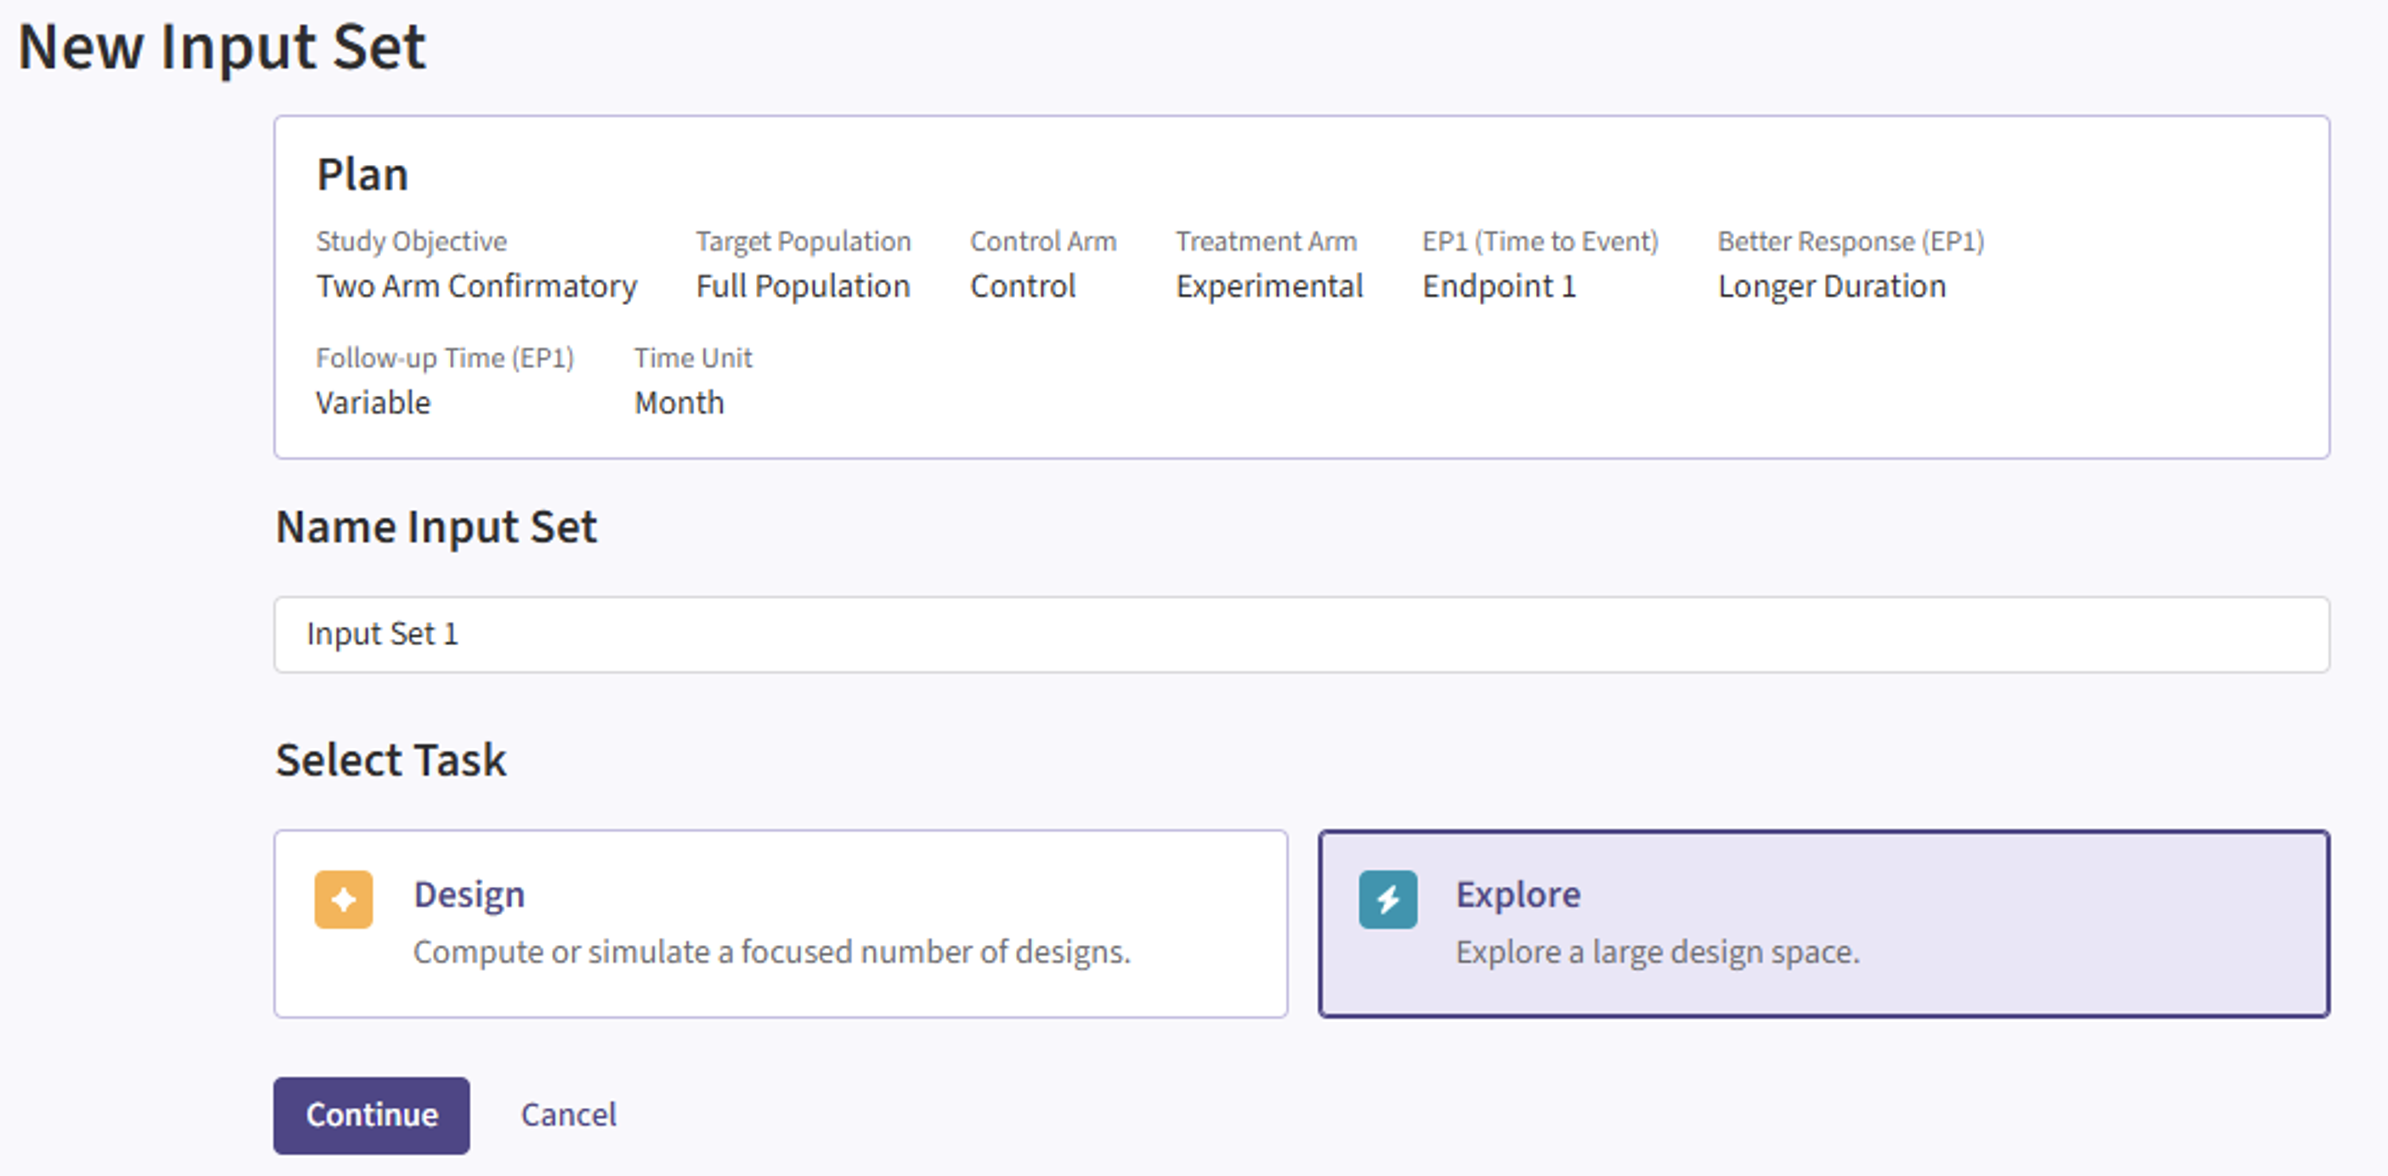 New Input Set
Plan
Study Objective Target Population Control Arm Treatment Arm EP1 (Time to Event) Better Response (EP1)
Two Arm Confirmatory Full Population Control Experimental Endpoint 1 Longer Duration
Follow-up Time (EP1) Time Unit
Variable Month
Name Input Set
Input Set 1
Select Task
Design Explore
Compute or simulate a focused number of designs. Explore a large design space.
Continue Cancel